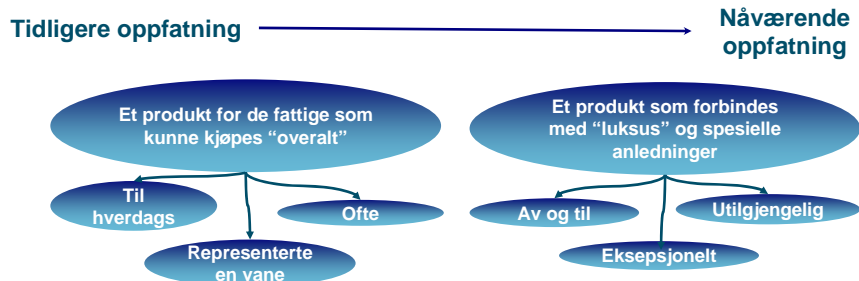 Tidligere oppfatning
Nåværende
oppfatning
Et produkt for de fattige som
kunne kjøpes “overalt”
Et produkt som forbindes
med “luksus” og spesielle
anledninger
Til
hverdags
Ofte
Representerte
en vane
Av og til
Utilgjengelig
Eksepsjonelt